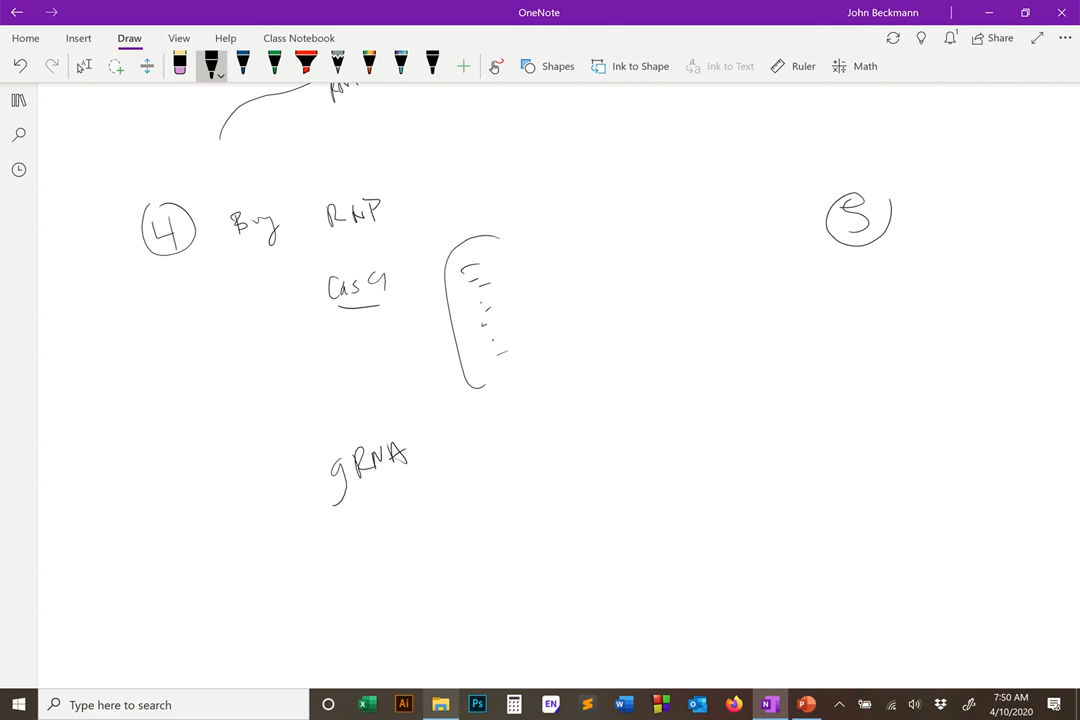 OneNote
John Beckmann
Home Insert Draw View Help Class Notebook
Share
Shapes Ink to Shape Ink to Text Ruler Math
4 Buy RNP
5
Cas9
gRNA
Type here to search
7:50 AM
4/10/2020